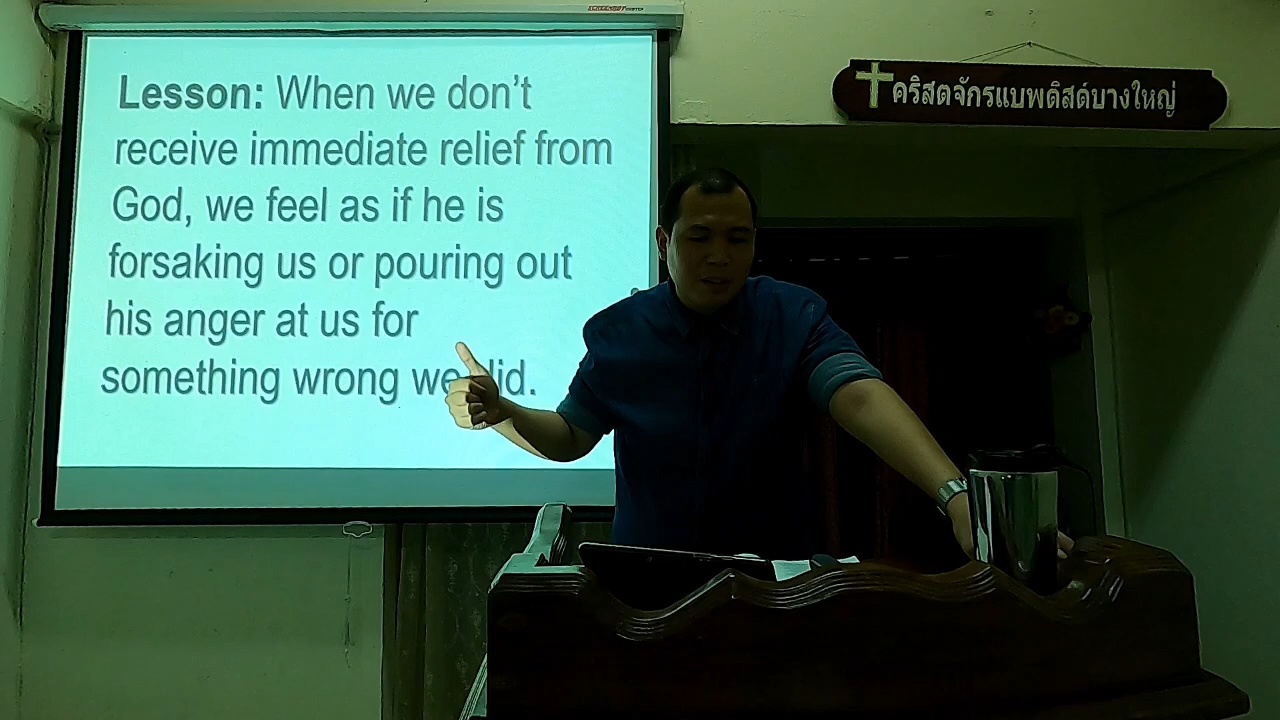 Lesson: When we don't
receive immediate relief from
God, we feel as if he is
forsaking us or pouring out
his anger at us for
something wrong we did.
คริสตจักรแบพติสต์บางใหญ่